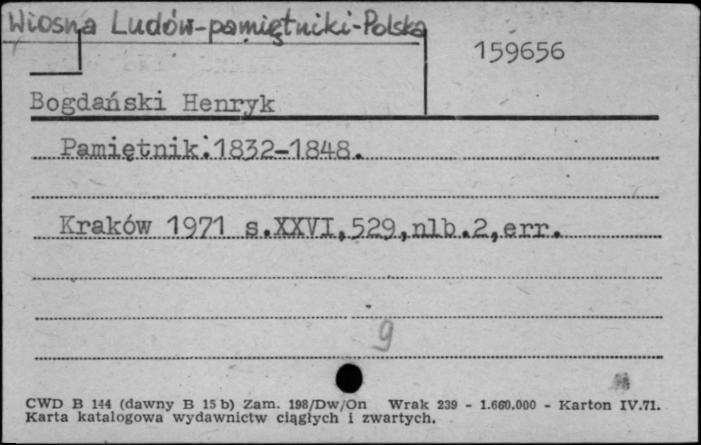 Wiosna Ludów-pamiętniki-Polska
159656
Bogdański Henryk
Pamiętnik:1832-1848.
Kraków 1971 s.XXVI,529,nlb.2,err.
9
CWD B 144 (dawny B 15 b) Zam. 198/Dw/On Wrak 239 - 1.660.000 - Karton IV.71.
Karta katalogowa wydawnictw ciągłych i zwartych.